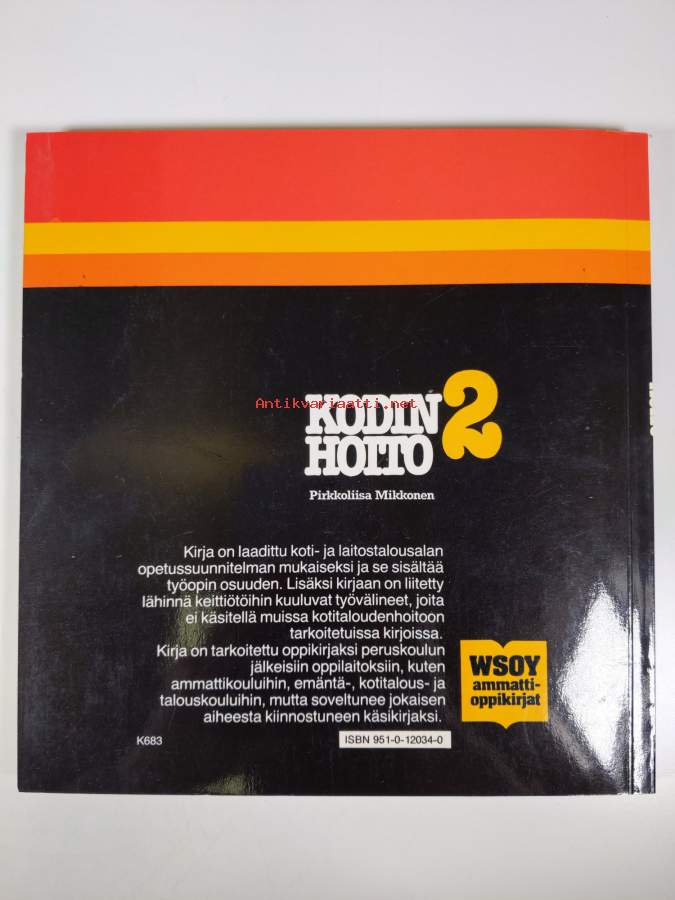 Antikvariaatti.net
KODIN 2
HOITO
Pirkkoliisa Mikkonen
Kirja on laadittu koti- ja laitostalousalan
opetussuunnitelman mukaiseksi ja se sisältää
työopin osuuden. Lisäksi kirjaan on liitetty
lähinnä keittiötöihin kuuluvat työvälineet, joita
ei käsitellä muissa kotitaloudenhoitoon
tarkoitetuissa kirjoissa.
Kirja on tarkoitettu oppikirjaksi peruskoulun
jälkeisiin oppilaitoksiin, kuten
ammattikouluihin, emäntä-, kotitalous- ja
talouskouluihin, mutta soveltunee jokaisen
aiheesta kiinnostuneen käsikirjaksi.
WSOY
ammatti-
oppikirjat
K683
ISBN 951-0-12034-0